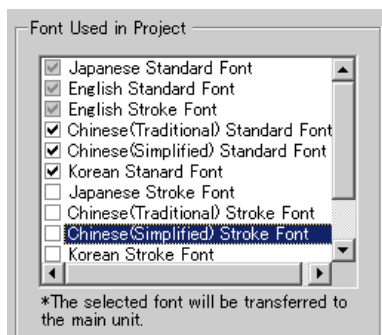 Font Used in Project
Japanese Standard Font
English Standard Font
English Stroke Font
Chinese(Traditional) Standard Font
Chinese(Simplified) Standard Font
Korean Stanard Font
Japanese Stroke Font
Chinese(Traditional) Stroke Font
Chinese(Simplified) Stroke Font
Korean Stroke Font
*The selected font will be transferred to
the main unit.